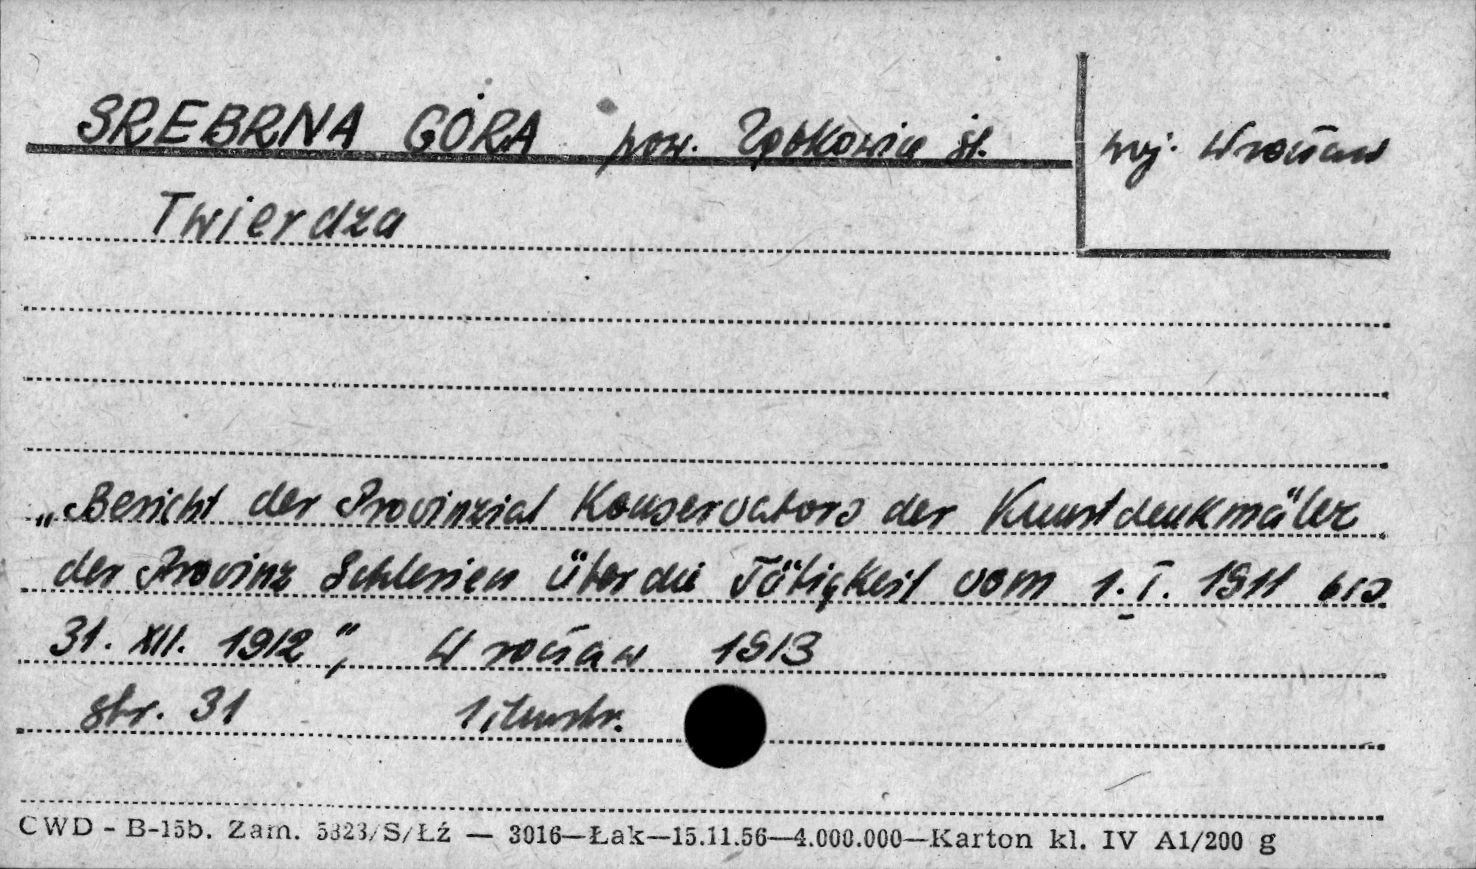 SREBRNA GÓRA pow. Ząbkowice śl. woj. Wrocław
Twierdza
„Bericht der Provinzial Konservators der Kunstdenkmäler
der Provinz Schlesien über die Tätigkeit vom 1.I. 1911 bis
31. XII. 1912”, Wrocław 1913
str. 31 1 ilustr.
CWD - B-15b. Zam. 5323/S/Łź — 3016—Łak—15.11.56—4.000.000—Karton kl. IV A1/200 g